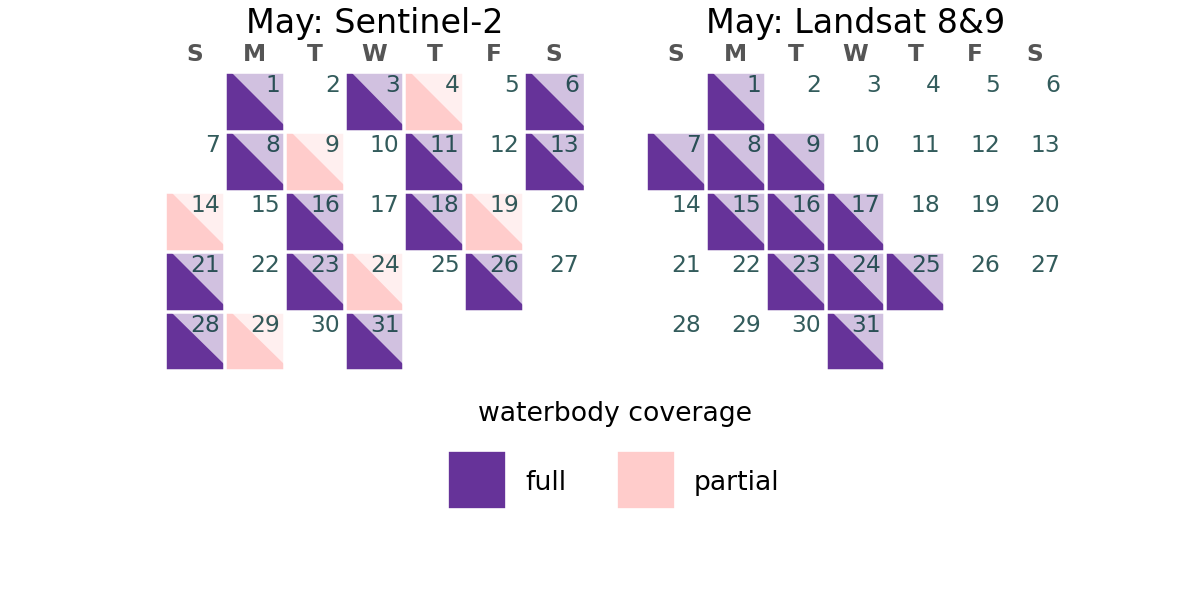 May: Sentinel-2
S M T W T F S
1 2 3 4 5 6
7 8 9 10 11 12 13
14 15 16 17 18 19 20
21 22 23 24 25 26 27
28 29 30 31
May: Landsat 8&9
S M T W T F S
1 2 3 4 5 6
7 8 9 10 11 12 13
14 15 16 17 18 19 20
21 22 23 24 25 26 27
28 29 30 31
waterbody coverage
full
partial